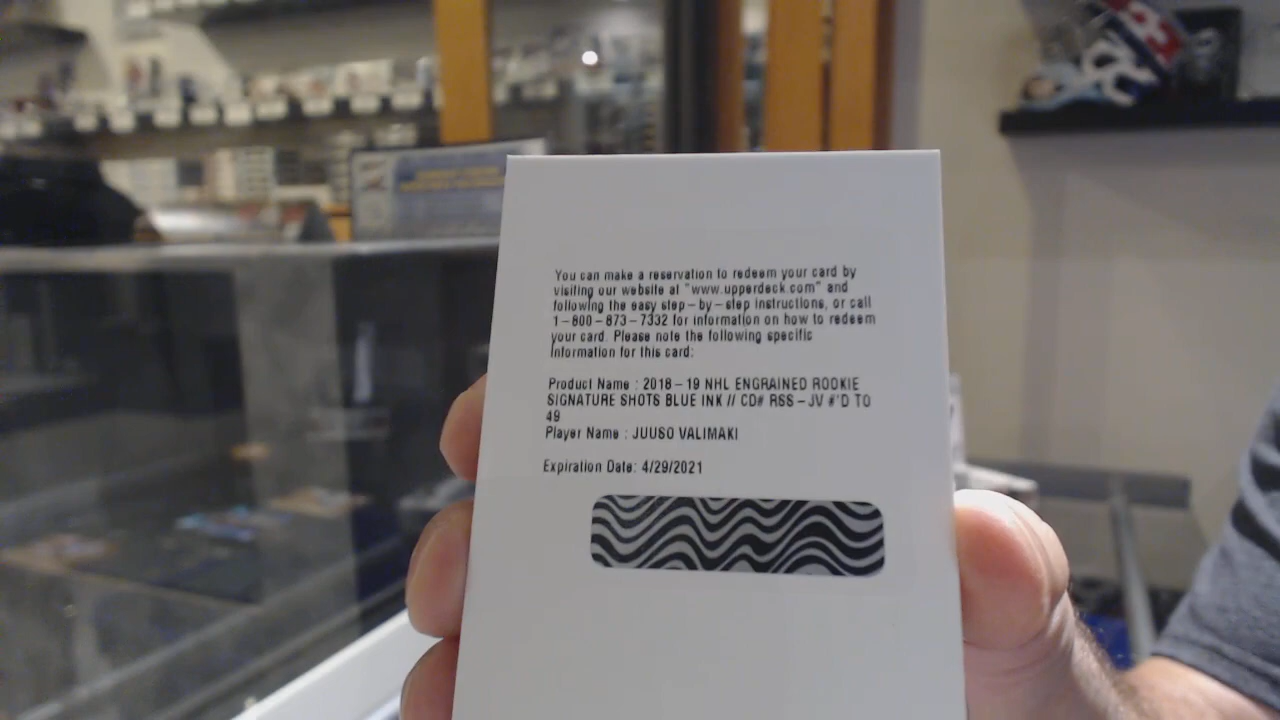 You can make a reservation to redeem your card by
visiting our website at "www.upperdeck.com" and
following the easy step-by-step instructions, or call
1-800-873-7332 for information on how to redeem
your card. Please note the following specific
information for this card:
Product Name : 2018-19 NHL ENGRAINED ROOKIE
SIGNATURE SHOTS BLUE INK // CD# RSS-JV #'D TO
49
Player Name : JUUSO VALIMAKI
Expiration Date: 4/29/2021